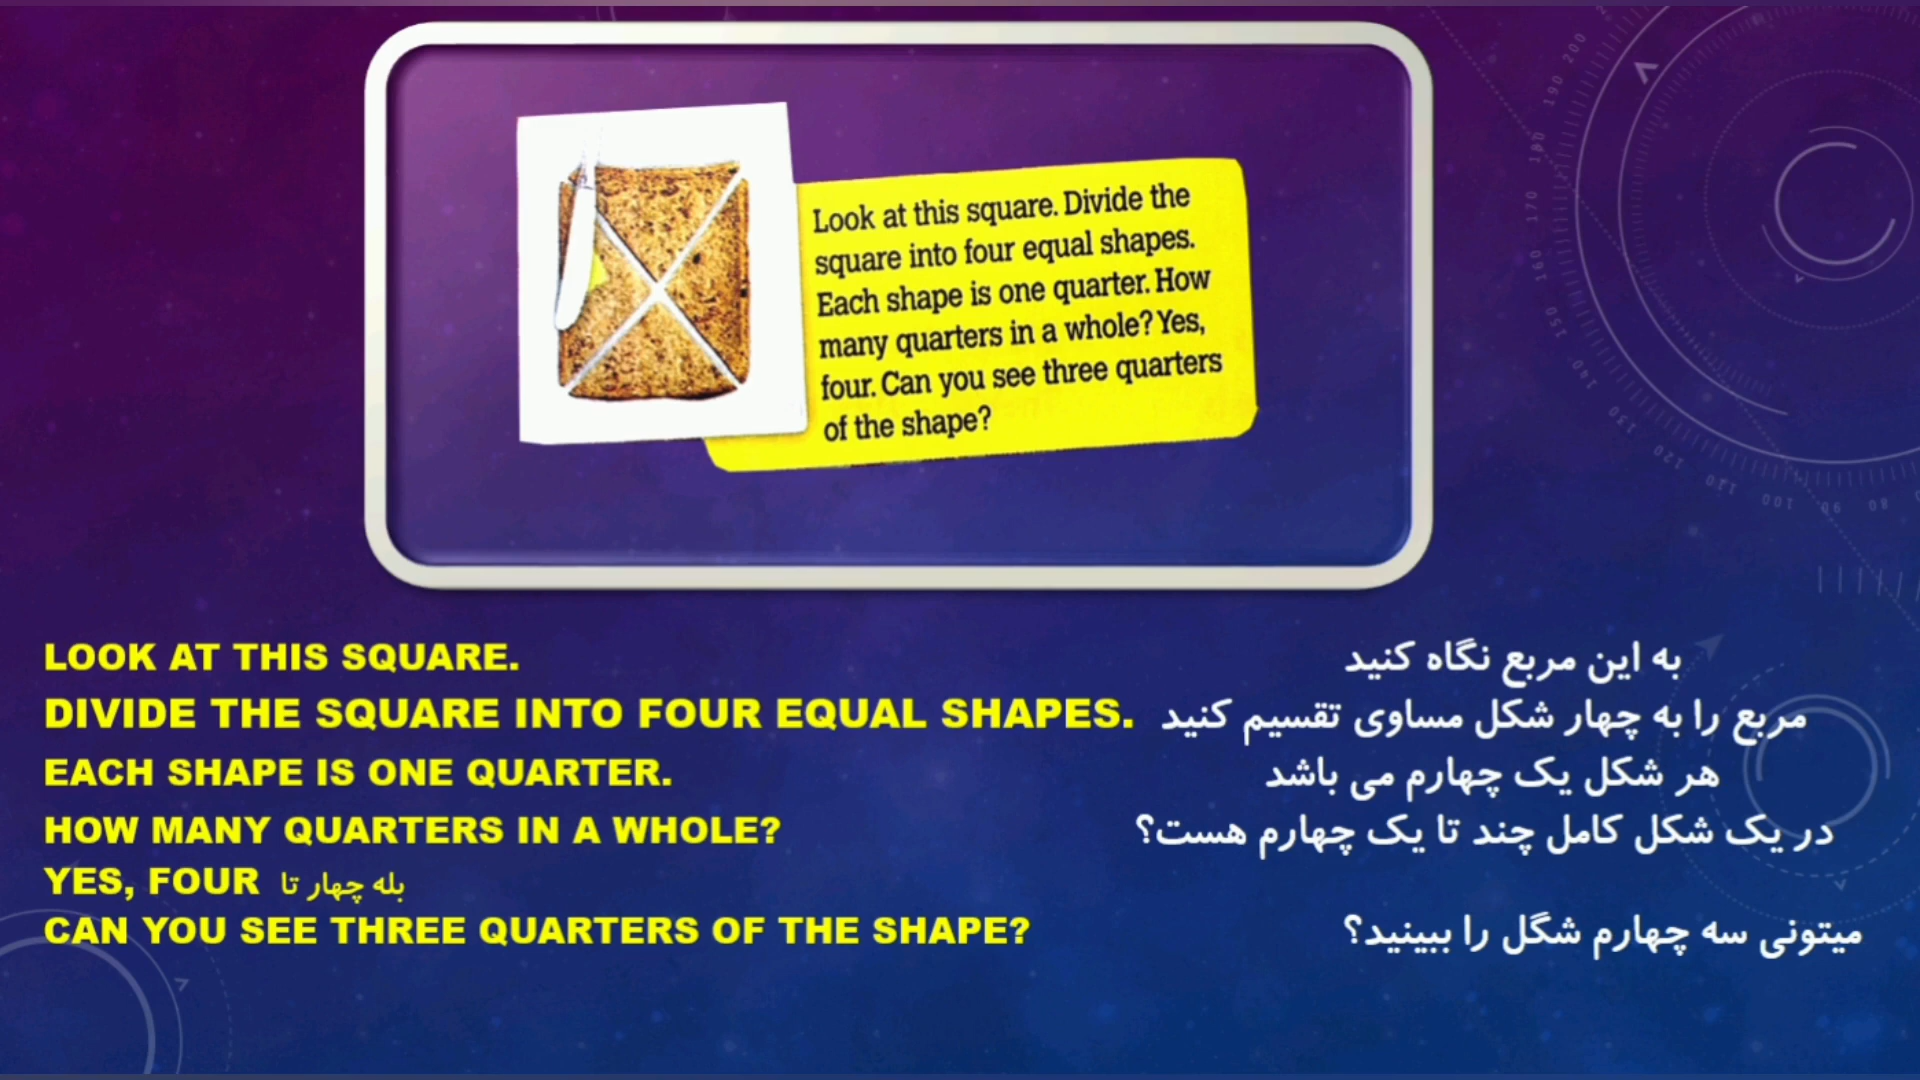 Look at this square. Divide the
square into four equal shapes.
Each shape is one quarter. How
many quarters in a whole? Yes,
four. Can you see three quarters
of the shape?
LOOK AT THIS SQUARE. به این مربع نگاه کنید
DIVIDE THE SQUARE INTO FOUR EQUAL SHAPES. مربع را به چهار شکل مساوی تقسیم کنید
EACH SHAPE IS ONE QUARTER. هر شکل یک چهارم می باشد
HOW MANY QUARTERS IN A WHOLE? در یک شکل کامل چند تا یک چهارم هست؟
YES, FOUR بله چهار تا
CAN YOU SEE THREE QUARTERS OF THE SHAPE? میتونی سه چهارم شگل را ببینید؟